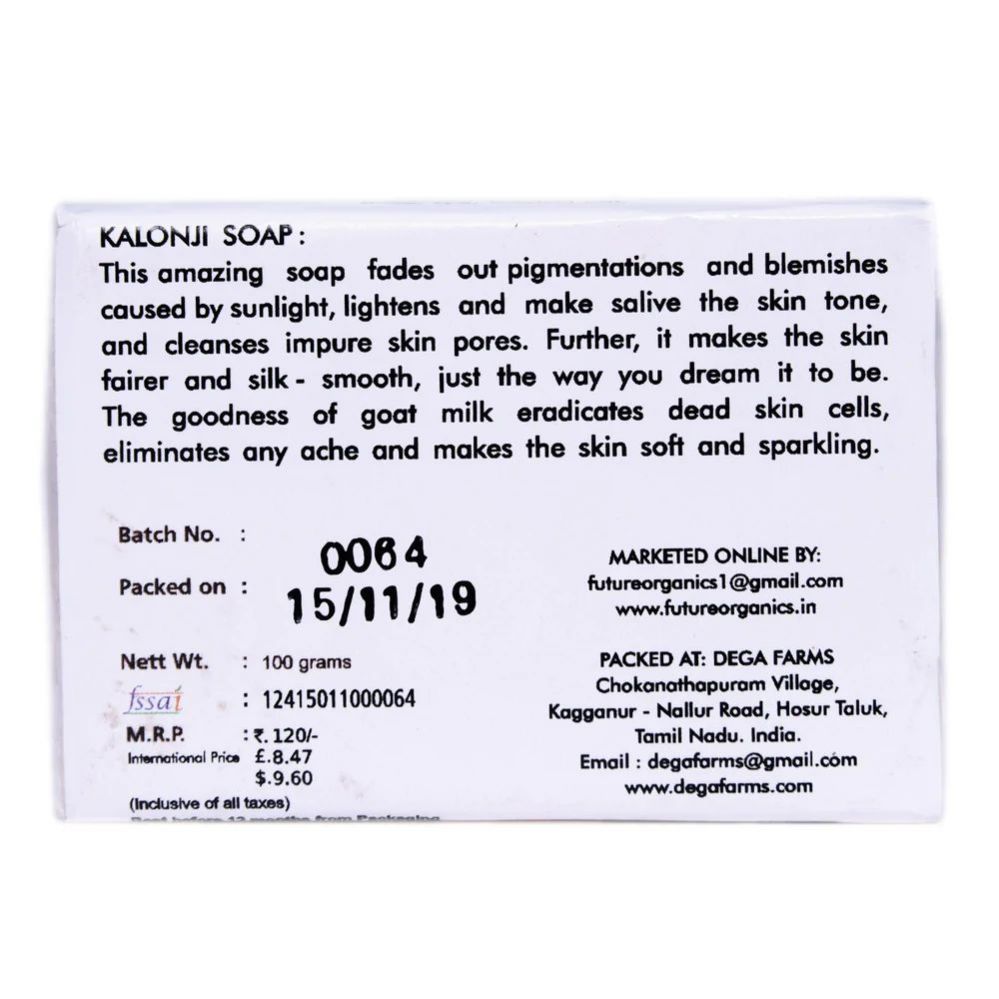 KALONJI SOAP :
This amazing soap fades out pigmentations and blemishes
caused by sunlight, lightens and make salive the skin tone,
and cleanses impure skin pores. Further, it makes the skin
fairer and silk - smooth, just the way you dream it to be.
The goodness of goat milk eradicates dead skin cells,
eliminates any ache and makes the skin soft and sparkling.
Batch No. : 0064
Packed on : 15/11/19
Nett Wt. : 100 grams
fssai : 12415011000064
M.R.P. : ₹. 120/-
International Price £.8.47
$.9.60
(Inclusive of all taxes)
Best before 12 months from Packaging
MARKETED ONLINE BY:
futureorganics1@gmail.com
www.futureorganics.in
PACKED AT: DEGA FARMS
Chokanathapuram Village,
Kagganur - Nallur Road, Hosur Taluk,
Tamil Nadu. India.
Email : degafarms@gmail.com
www.degafarms.com